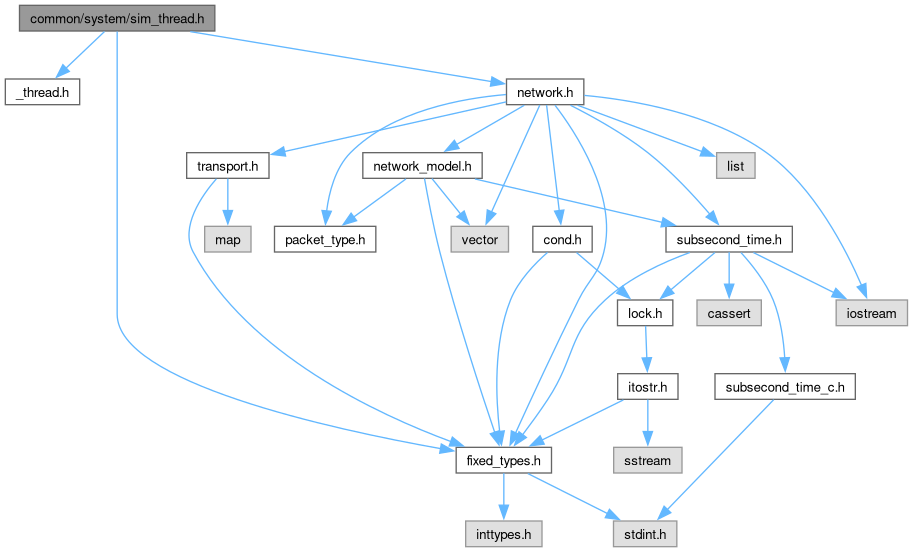 common/system/sim_thread.h
_thread.h
network.h
transport.h
network_model.h
list
map
packet_type.h
vector
cond.h
subsecond_time.h
lock.h
cassert
iostream
itostr.h
subsecond_time_c.h
fixed_types.h
sstream
inttypes.h
stdint.h